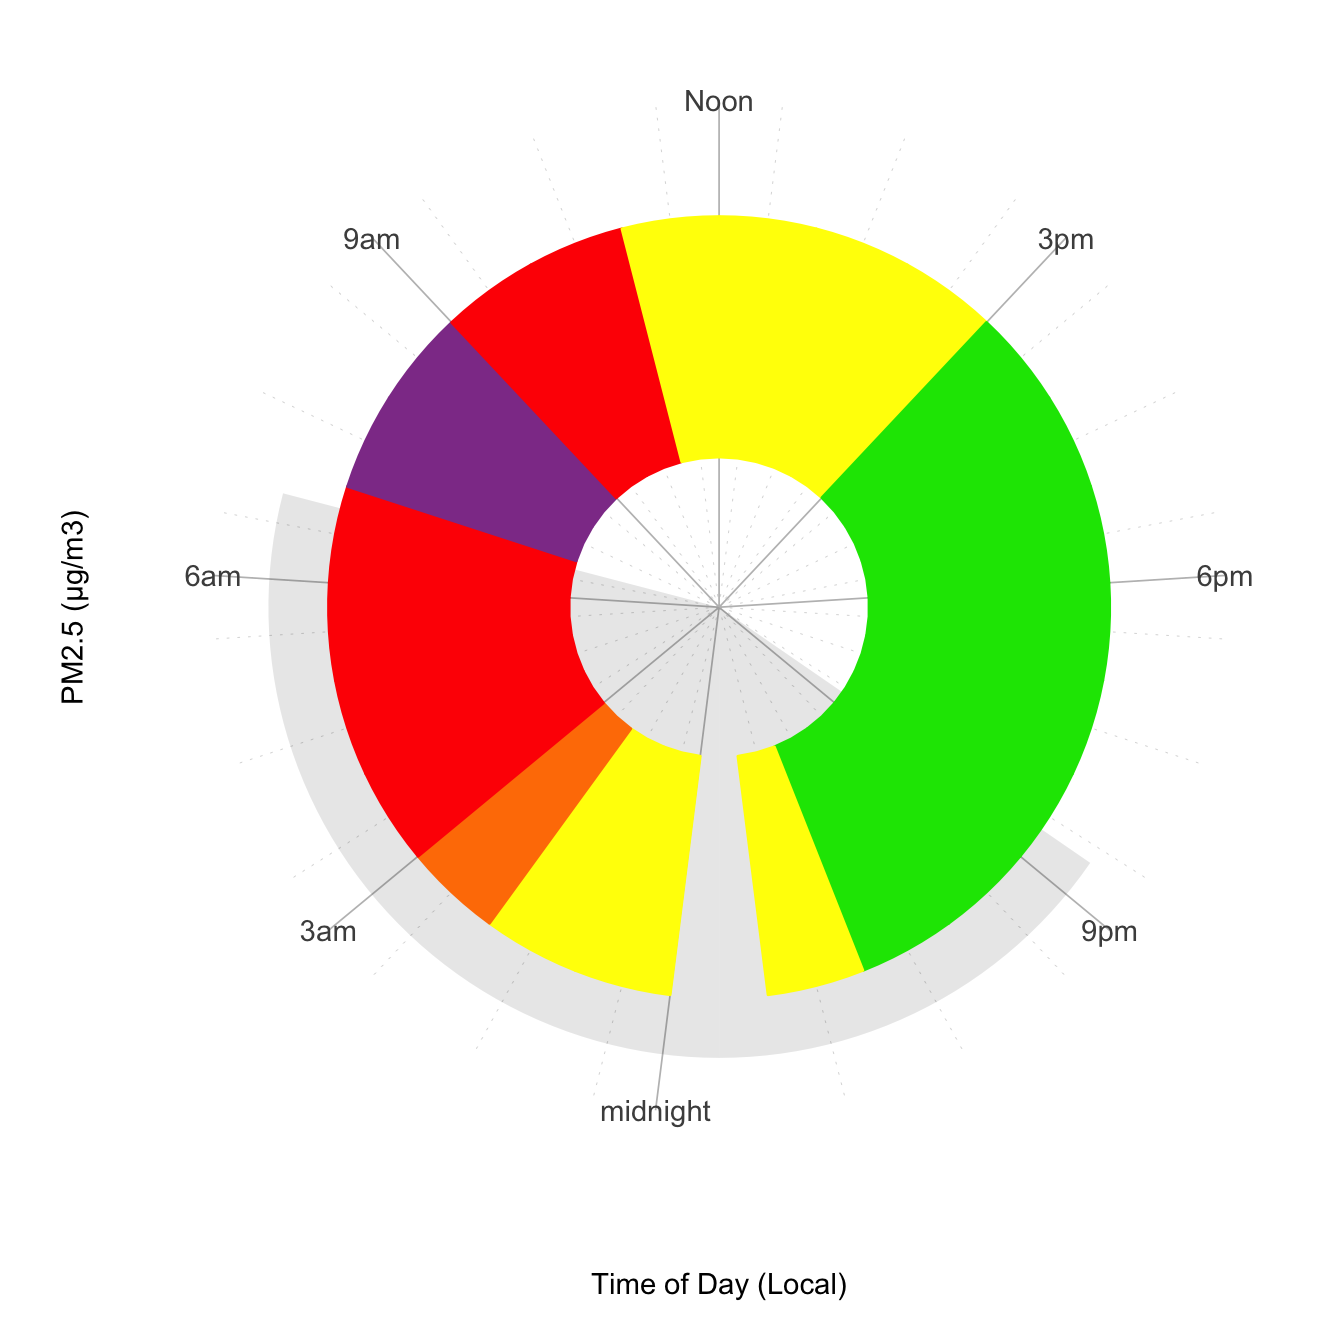 Noon
9am
3pm
6am
6pm
3am
9pm
midnight
PM2.5 (µg/m3)
Time of Day (Local)